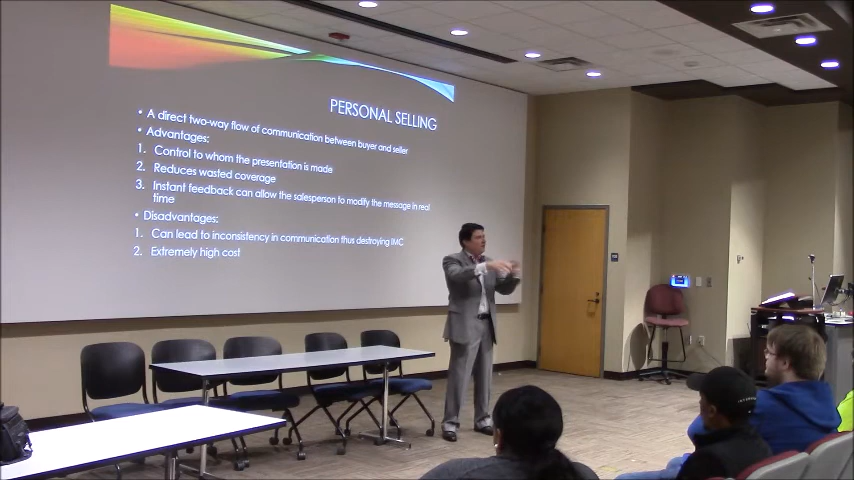 PERSONAL SELLING
• A direct two-way flow of communication between buyer and seller
• Advantages:
1. Control to whom the presentation is made
2. Reduces wasted coverage
3. Instant feedback can allow the salesperson to modify the message in real
time
• Disadvantages:
1. Can lead to inconsistency in communication thus destroying IMC
2. Extremely high cost